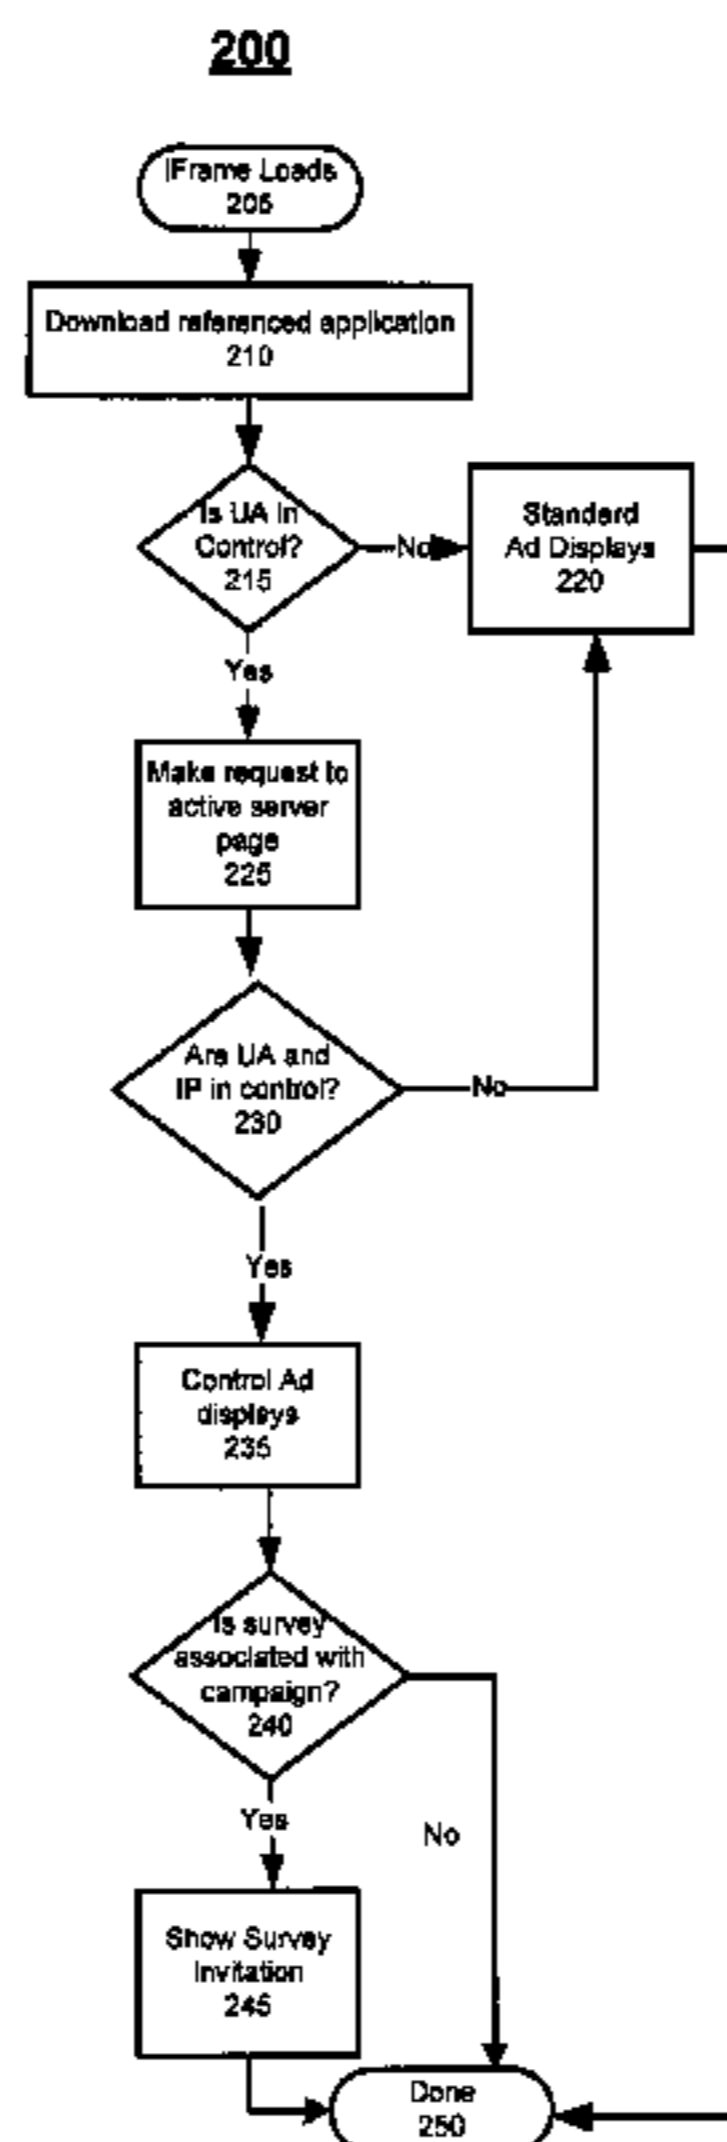 200
IFrame Loads
205
Download referenced application
210
Is UA in
Control?
215
No
Standard
Ad Displays
220
Yes
Make request to
active server
page
225
Are UA and
IP in control?
230
No
Yes
Control Ad
displays
235
Is survey
associated with
campaign?
240
Yes
No
Show Survey
Invitation
245
Done
250